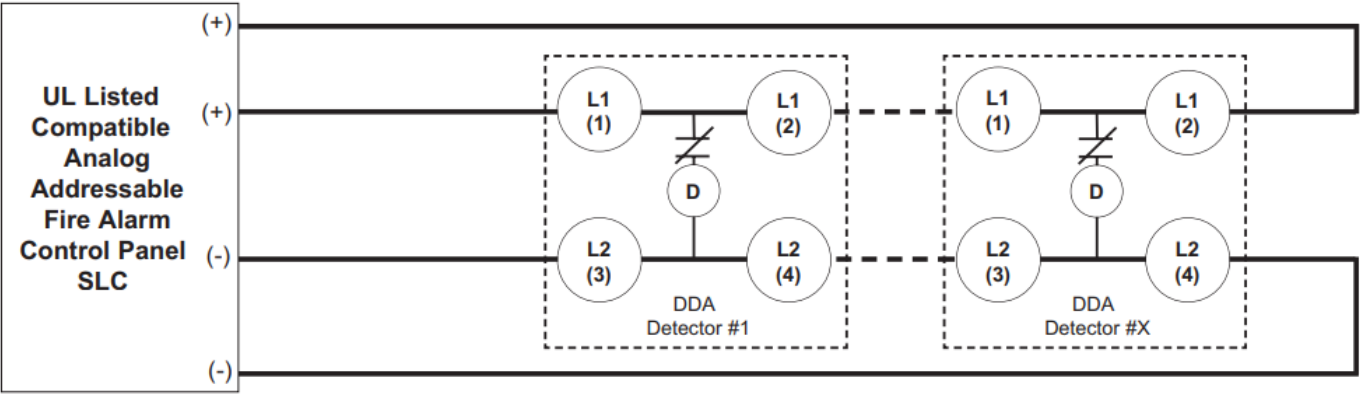 UL Listed
Compatible
Analog
Addressable
Fire Alarm
Control Panel
SLC
(+)
(+)
(-)
(-)
L1
(1)
L1
(2)
D
L2
(3)
L2
(4)
DDA
Detector #1
L1
(1)
L1
(2)
D
L2
(3)
L2
(4)
DDA
Detector #X